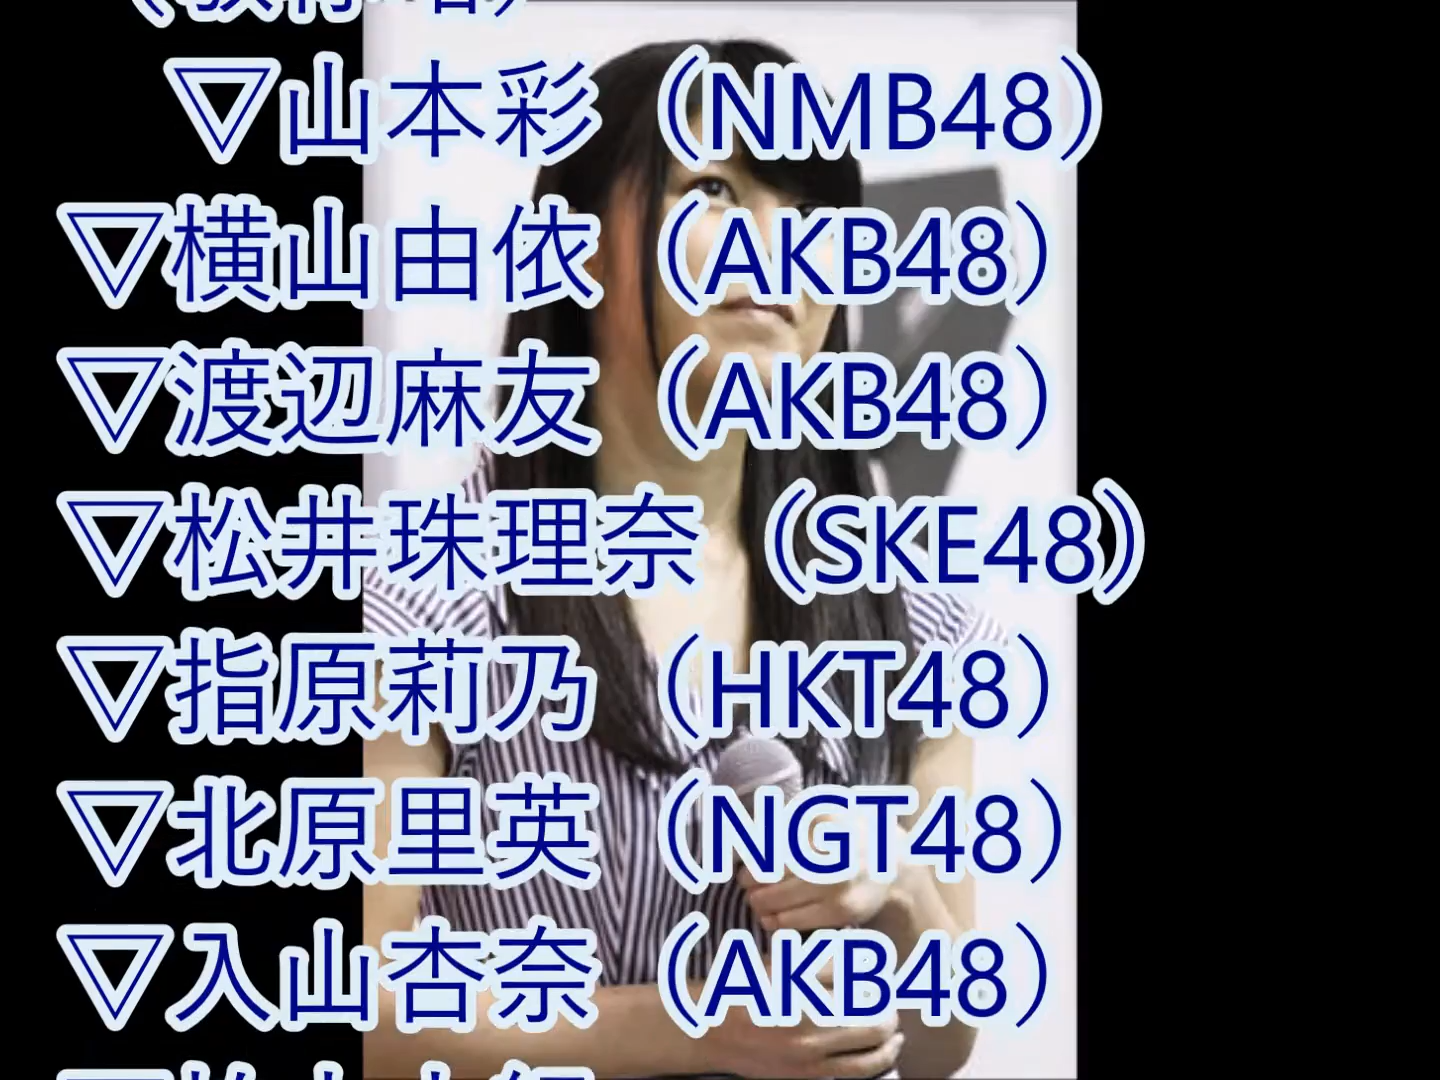 ▽山本彩（NMB48）
▽横山由依（AKB48）
▽渡辺麻友（AKB48）
▽松井珠理奈（SKE48）
▽指原莉乃（HKT48）
▽北原里英（NGT48）
▽入山杏奈（AKB48）